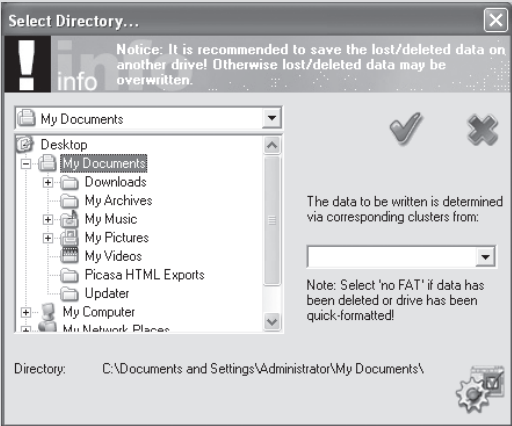 Select Directory...
Notice: It is recommended to save the lost/deleted data on
another drive! Otherwise lost/deleted data may be
overwritten.
info
My Documents
Desktop
My Documents
Downloads
My Archives
My Music
My Pictures
My Videos
Picasa HTML Exports
Updater
My Computer
My Network Places
The data to be written is determined
via corresponding clusters from:
Note: Select 'no FAT' if data has
been deleted or drive has been
quick-formatted!
Directory: C:\Documents and Settings\Administrator\My Documents\